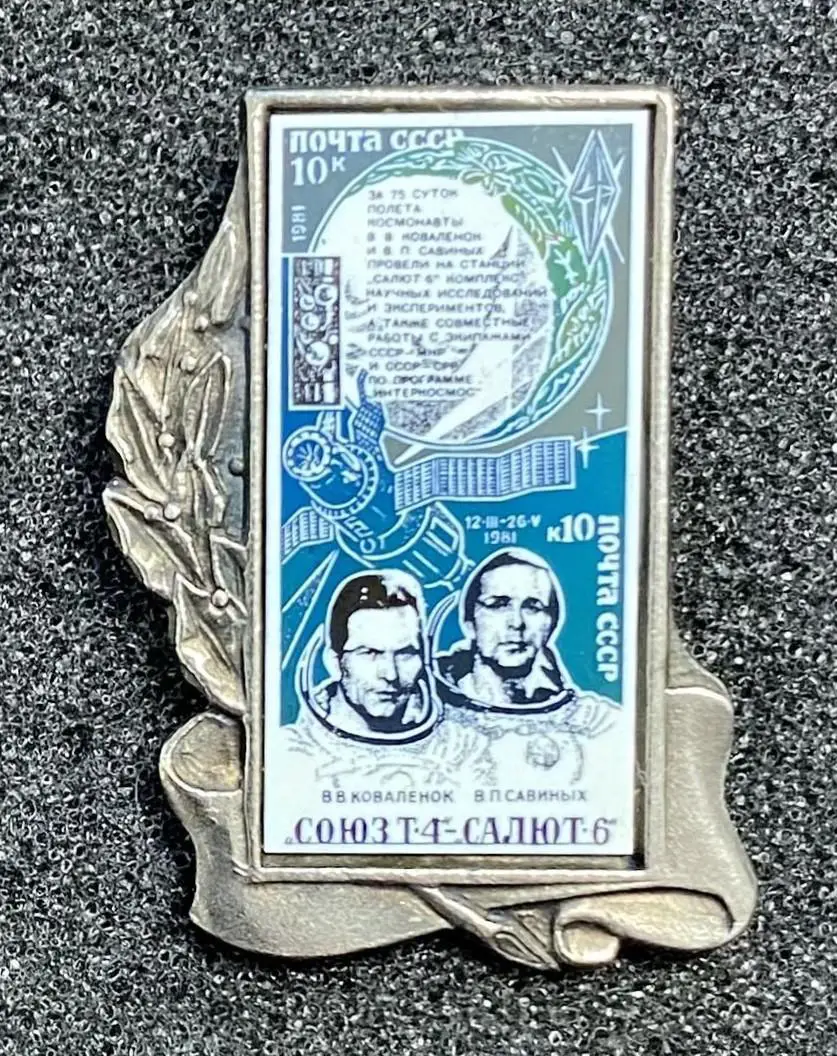 ПОЧТА СССР
10К
1981
ЗА 75 СУТОК
ПОЛЕТА
КОСМОНАВТЫ
В В КОВАЛЕНОК
И В П САВИНЫХ
ПРОВЕЛИ НА СТАНЦИИ
„САЛЮТ-6" КОМПЛЕКС
НАУЧНЫХ ИССЛЕДОВАНИЙ
И ЭКСПЕРИМЕНТОВ,
А ТАКЖЕ СОВМЕСТНЫЕ
РАБОТЫ С ЭКИПАЖАМИ
СССР-МНР
И СССР-СРР
ПО ПРОГРАММЕ
ИНТЕРКОСМОС
12·III–26·V
1981
К10
ПОЧТА СССР
В.В.КОВАЛЕНОК В.П.САВИНЫХ
„СОЮЗ Т-4"–„САЛЮТ-6"